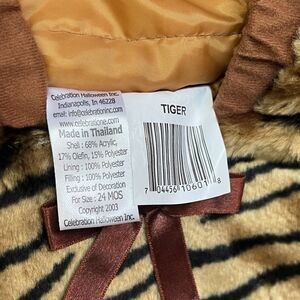 Celebration Halloween Inc.
Indianapolis, In 46228
email: info@celebrationinc.com
www.celebratione.com
Made in Thailand
Shell : 68% Acrylic,
17% Olefin, 15% Polyester
Lining : 100% Polyester
Filling : 100% Polyester
Exclusive of Decoration
For Size : 24 MOS
Copyright 2003
Celebration Halloween Inc.
TIGER
7 04456 10601 8